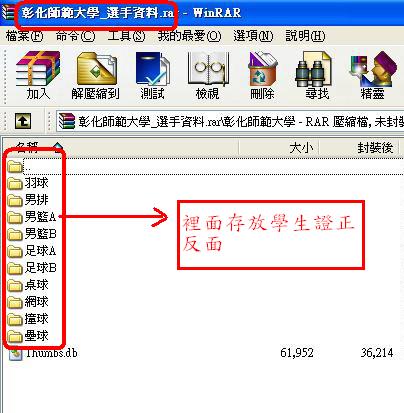 彰化師範大學_選手資料.rar - WinRAR
檔案(F) 命令(C) 工具(S) 我的最愛(O) 選項(N) 說明(H)
加入 解壓縮到 測試 檢視 刪除 尋找 精靈
彰化師範大學_選手資料.rar\彰化師範大學 - RAR 壓縮檔, 未封
名稱 大小 封裝後
..
羽球
男排
男籃A
男籃B
足球A
足球B
桌球
網球
撞球
壘球
Thumbs.db 61,952 36,214
裡面存放學生證正
反面